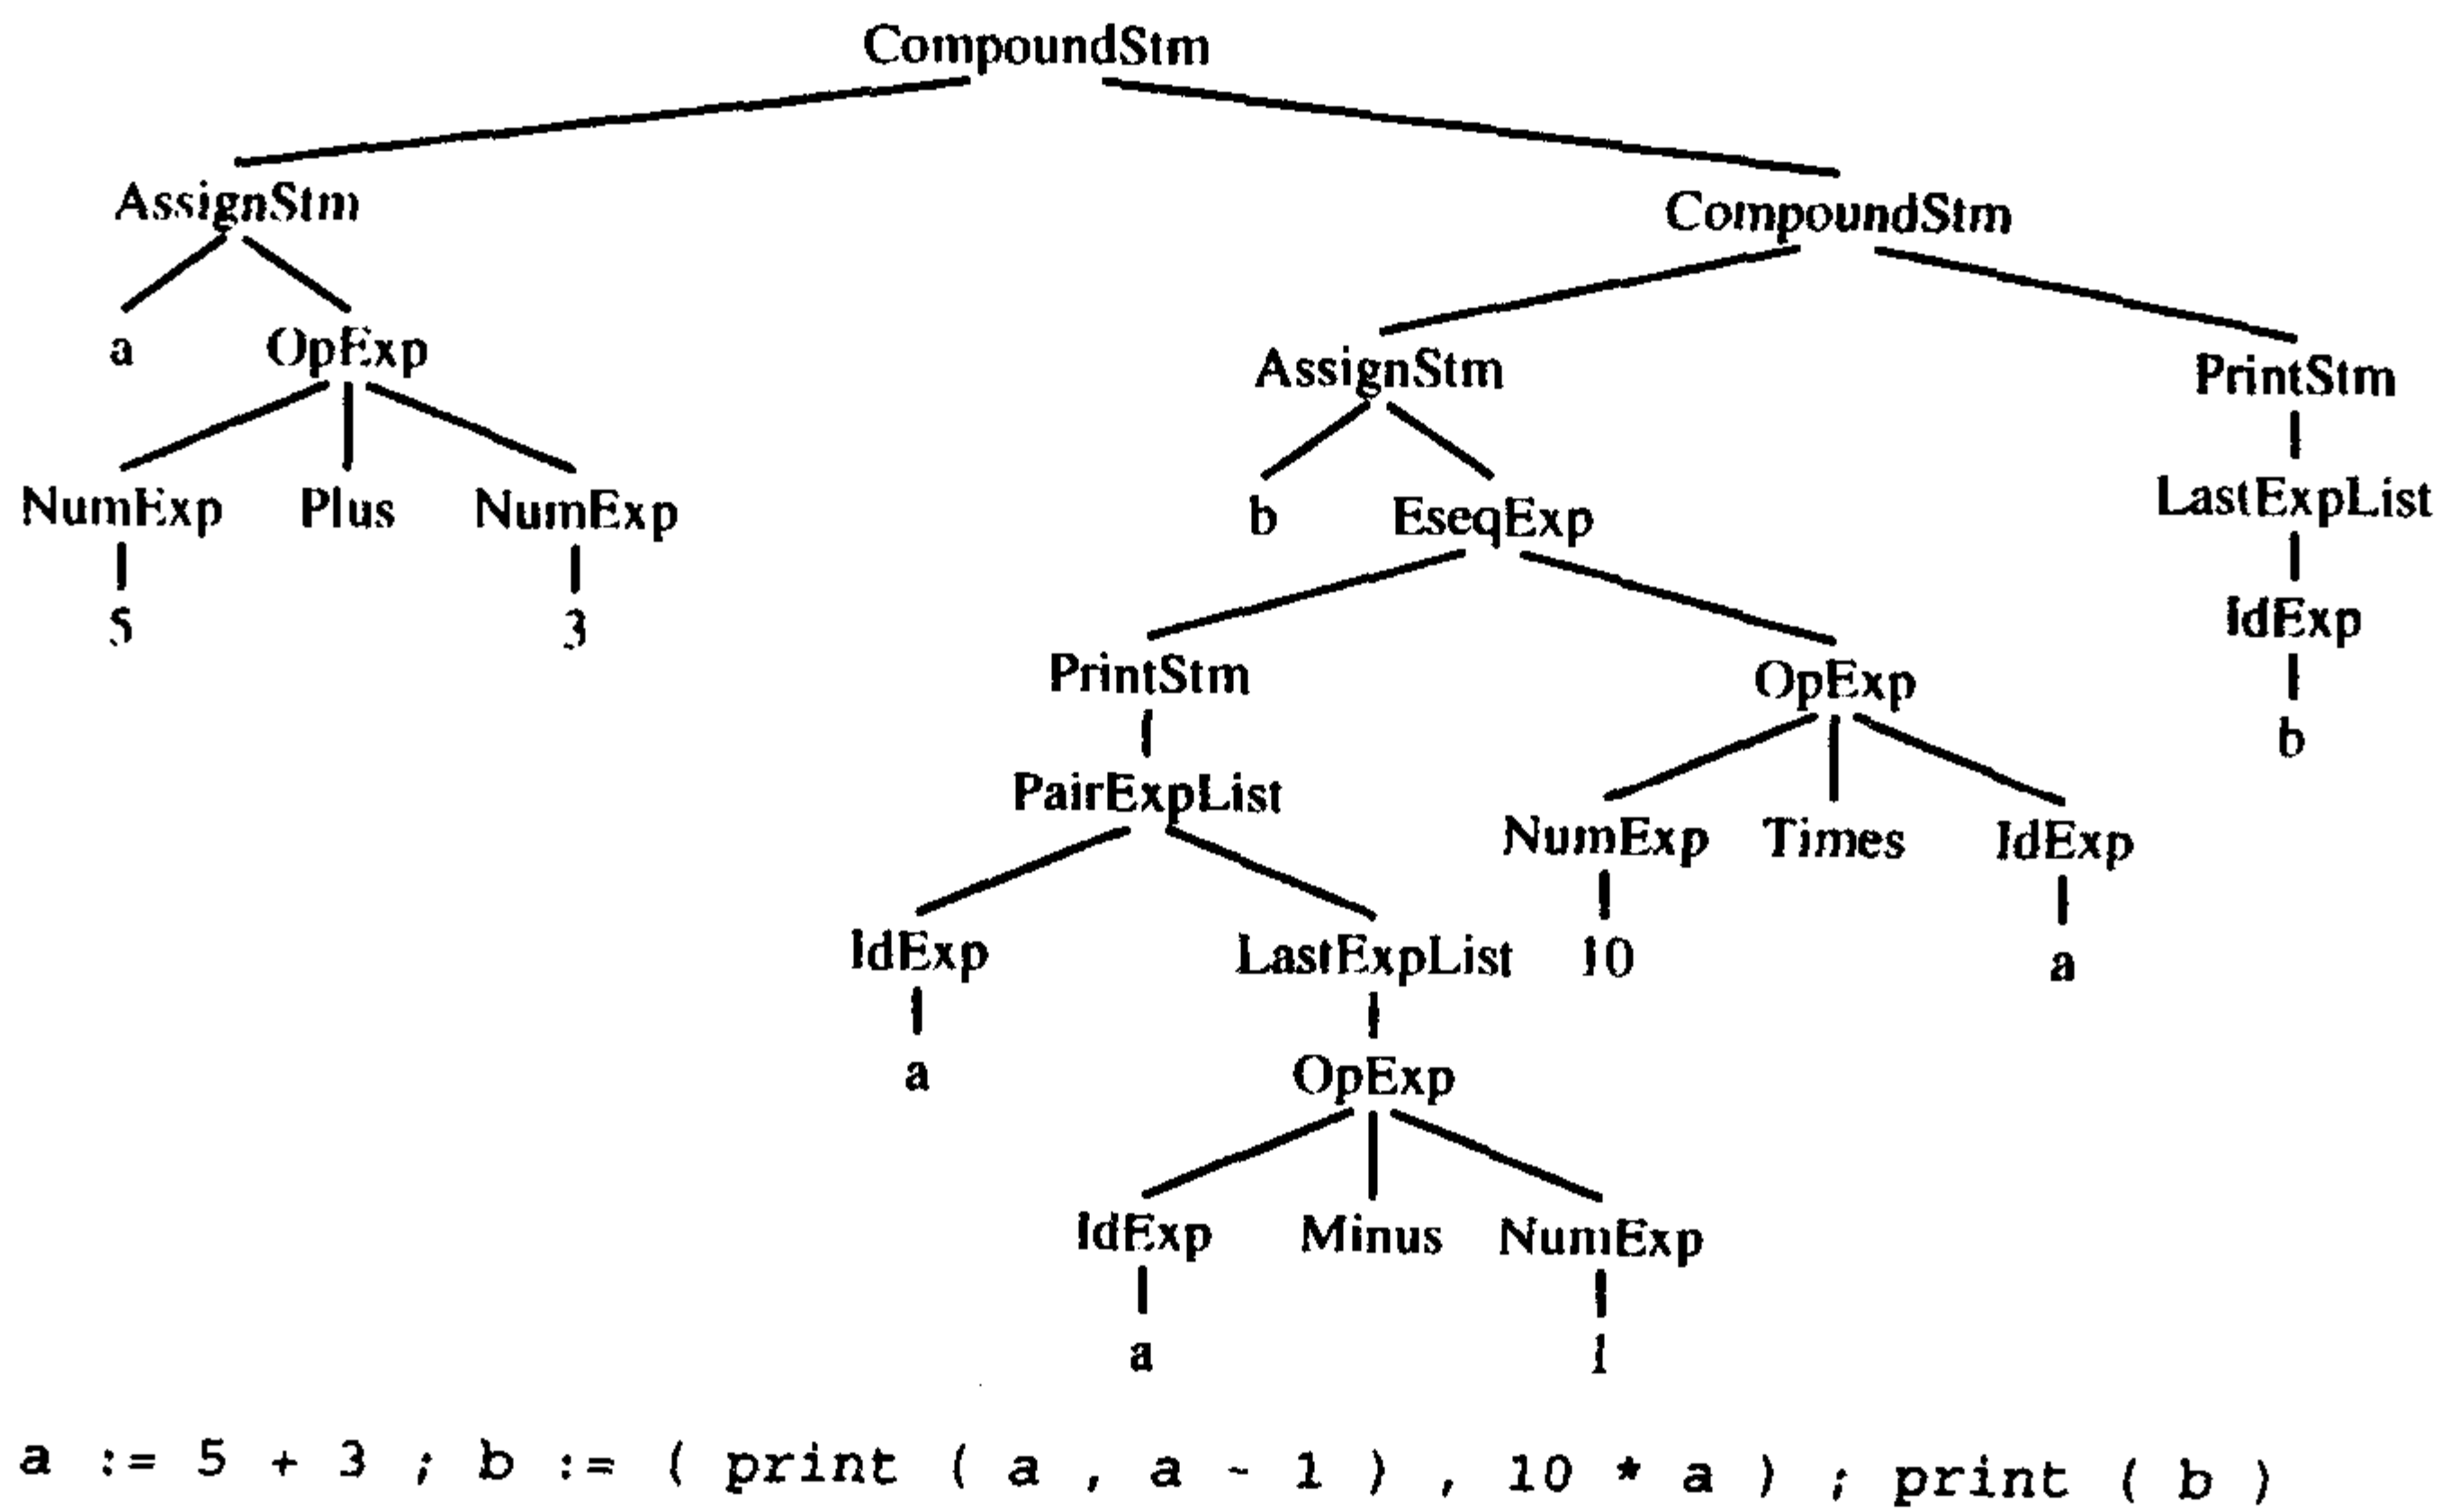 CompoundStm
AssignStm CompoundStm
a OpExp AssignStm PrintStm
NumExp Plus NumExp b EseqExp LastExpList
5 3 PrintStm OpExp IdExp
PairExpList NumExp Times IdExp b
IdExp LastExpList 10 a
a OpExp
IdExp Minus NumExp
a 1
a := 5 + 3 ; b := ( print ( a , a - 1 ) , 10 * a ) ; print ( b )